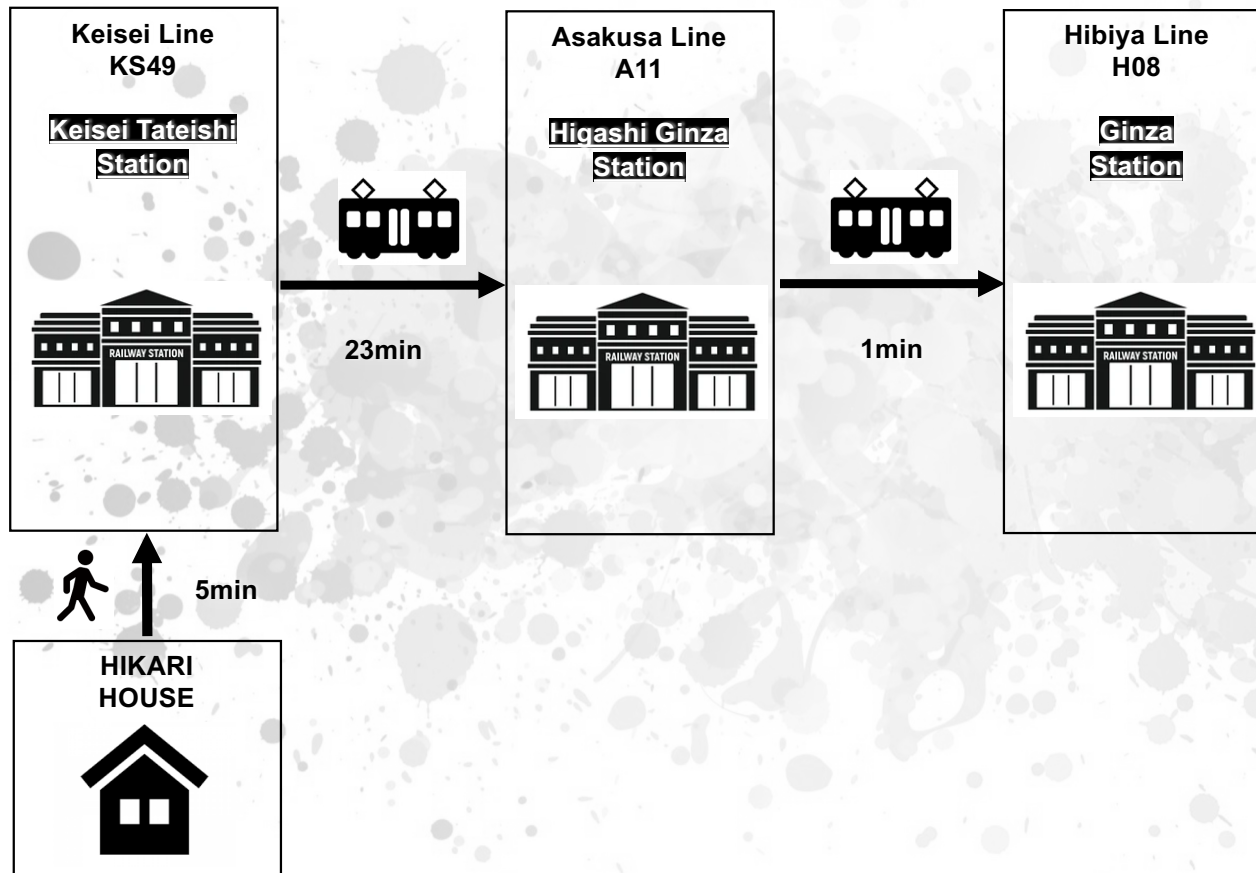 Keisei Line
KS49
Keisei Tateishi
Station
RAILWAY STATION
23min
Asakusa Line
A11
Higashi Ginza
Station
RAILWAY STATION
1min
Hibiya Line
H08
Ginza
Station
RAILWAY STATION
5min
HIKARI
HOUSE